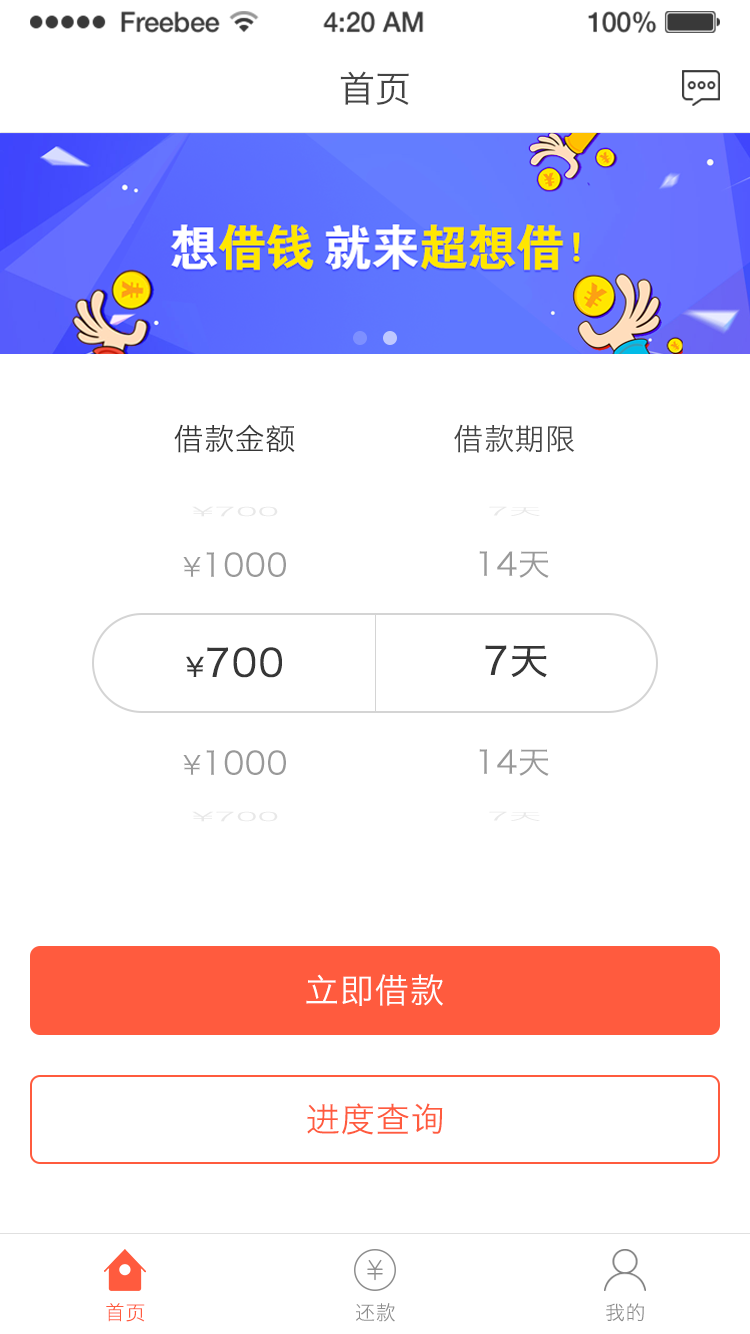 Freebee 4:20 AM 100%
首页
想借钱 就来超想借!
借款金额 借款期限
¥700 7天
¥1000 14天
¥700 7天
¥1000 14天
¥700 7天
立即借款
进度查询
首页 还款 我的